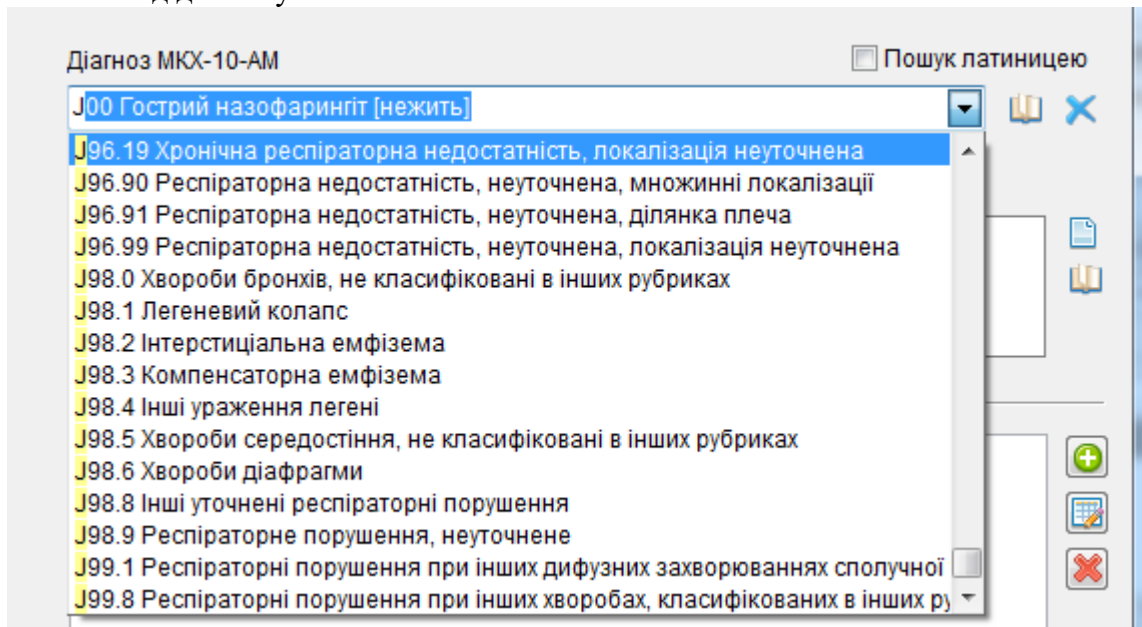 Діагноз МКХ-10-АМ
Пошук латиницею
J00 Гострий назофарингіт [нежить]
J96.19 Хронічна респіраторна недостатність, локалізація неуточнена
J96.90 Респіраторна недостатність, неуточнена, множинні локалізації
J96.91 Респіраторна недостатність, неуточнена, ділянка плеча
J96.99 Респіраторна недостатність, неуточнена, локалізація неуточнена
J98.0 Хвороби бронхів, не класифіковані в інших рубриках
J98.1 Легеневий колапс
J98.2 Інтерстиціальна емфізема
J98.3 Компенсаторна емфізема
J98.4 Інші ураження легені
J98.5 Хвороби середостіння, не класифіковані в інших рубриках
J98.6 Хвороби діафрагми
J98.8 Інші уточнені респіраторні порушення
J98.9 Респіраторне порушення, неуточнене
J99.1 Респіраторні порушення при інших дифузних захворюваннях сполучної
J99.8 Респіраторні порушення при інших хворобах, класифікованих в інших ру